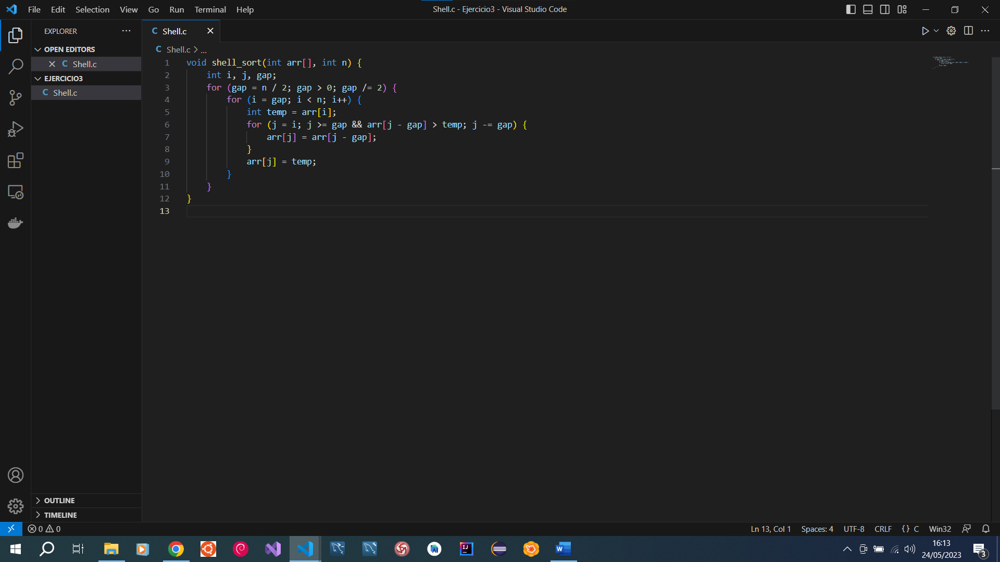 File Edit Selection View Go Run Terminal Help
Shell.c - Ejercicio3 - Visual Studio Code
EXPLORER
OPEN EDITORS
C Shell.c
EJERCICIO3
C Shell.c
C Shell.c
C Shell.c > ...
1 void shell_sort(int arr[], int n) {
2 int i, j, gap;
3 for (gap = n / 2; gap > 0; gap /= 2) {
4 for (i = gap; i < n; i++) {
5 int temp = arr[i];
6 for (j = i; j >= gap && arr[j - gap] > temp; j -= gap) {
7 arr[j] = arr[j - gap];
8 }
9 arr[j] = temp;
10 }
11 }
12 }
13
OUTLINE
TIMELINE
0 0
Ln 13, Col 1 Spaces: 4 UTF-8 CRLF {} C Win32
16:13
24/05/2023
3